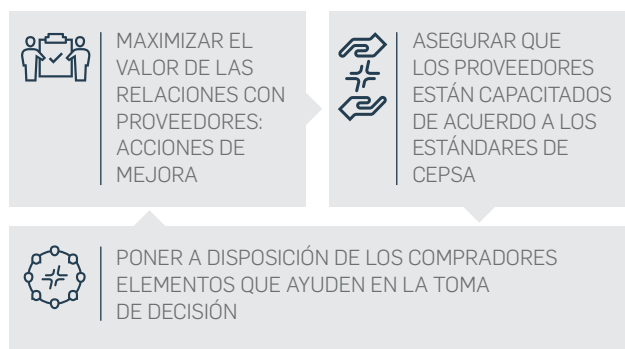 MAXIMIZAR EL
VALOR DE LAS
RELACIONES CON
PROVEEDORES:
ACCIONES DE
MEJORA
ASEGURAR QUE
LOS PROVEEDORES
ESTÁN CAPACITADOS
DE ACUERDO A LOS
ESTÁNDARES DE
CEPSA
PONER A DISPOSICIÓN DE LOS COMPRADORES
ELEMENTOS QUE AYUDEN EN LA TOMA
DE DECISIÓN